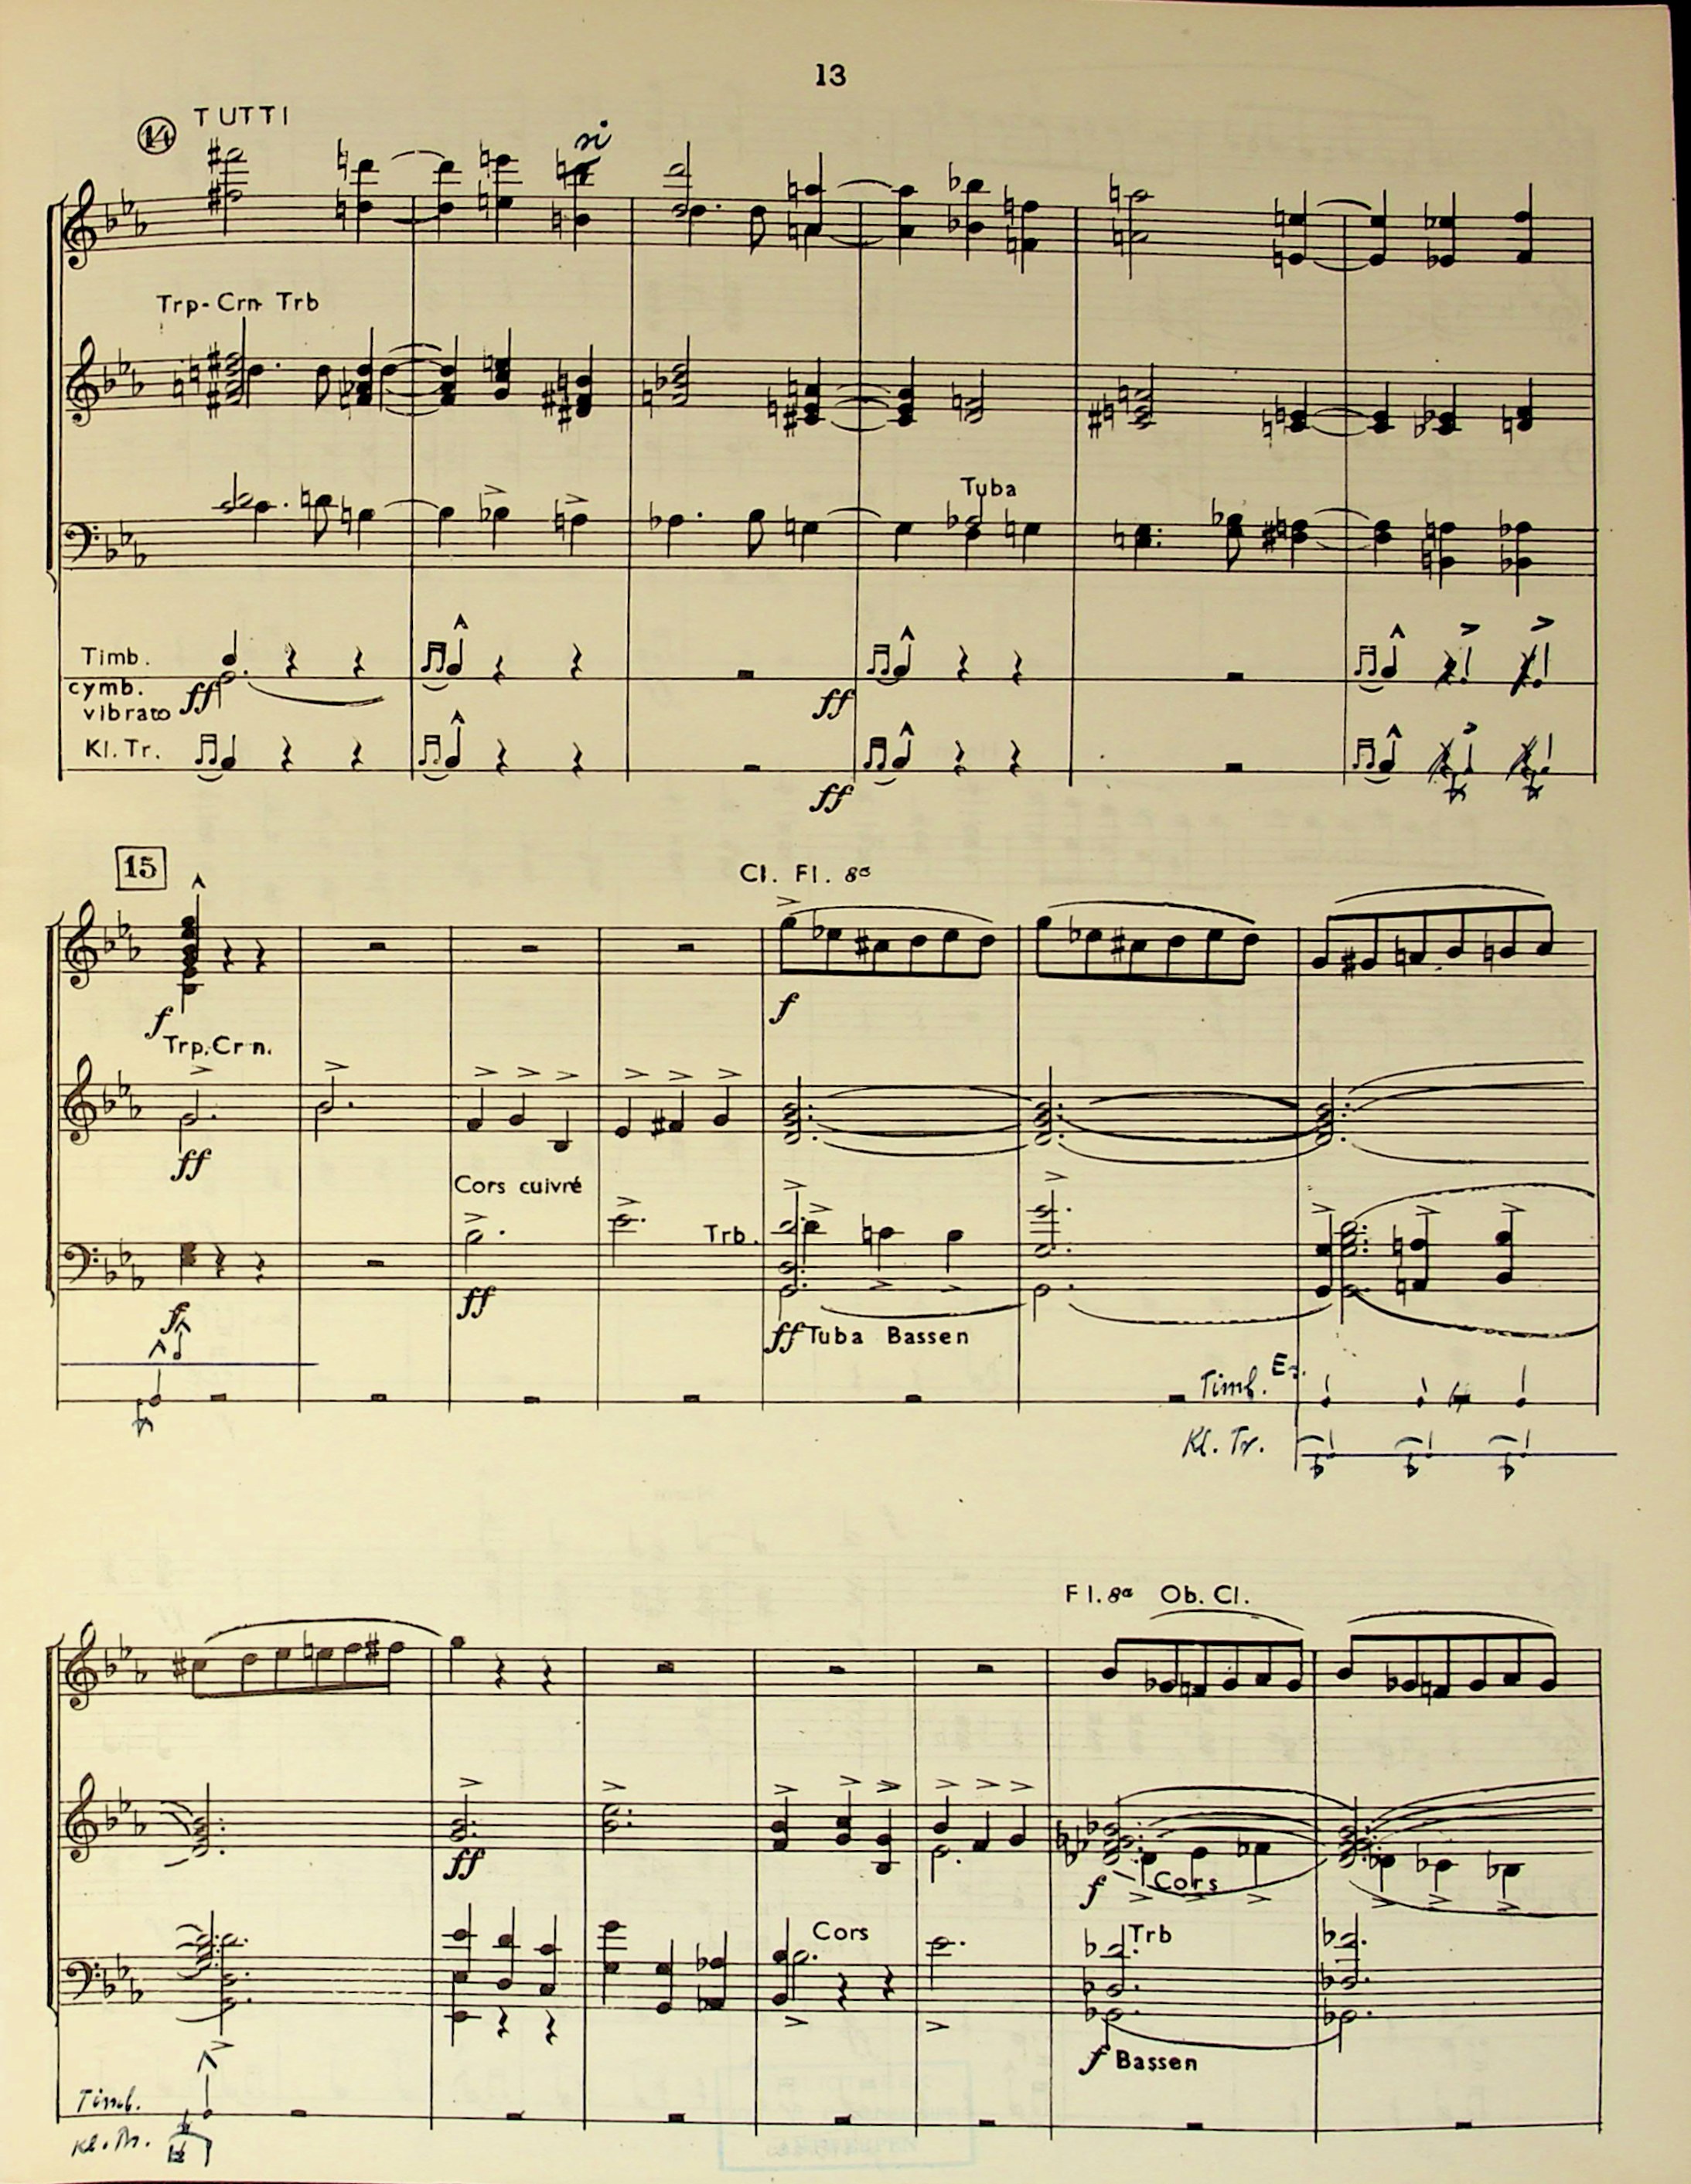 13
14 TUTTI
si
Trp-Crn Trb
Tuba
Timb.
cymb.
vibrato ff ff
Kl. Tr.
ff
15
Cl. Fl. 8a
f f
Trp. Crn.
ff
Cors cuivré
Trb.
ff
f
ff Tuba Bassen
Timb.
Kl. Tr.
Fl. 8a Ob. Cl.
ff
f Cors
Cors Trb
f Bassen
Timb.
Kl. Tr.